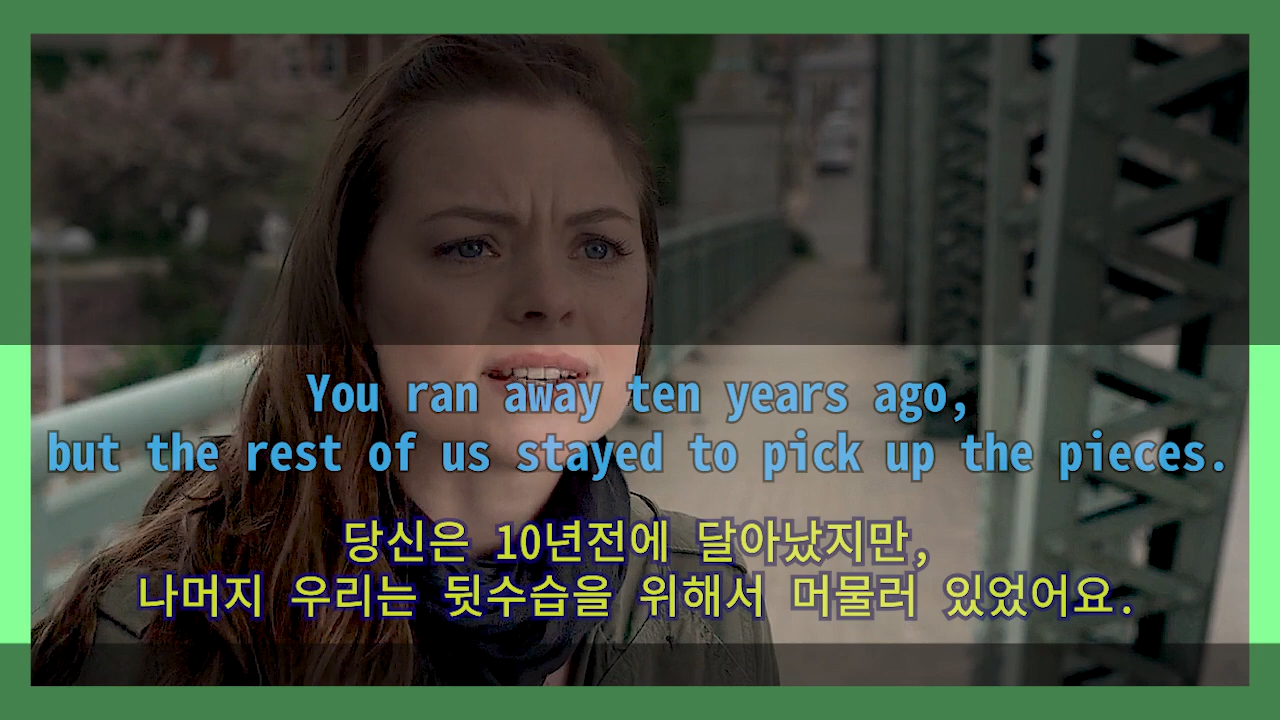 You ran away ten years ago,
but the rest of us stayed to pick up the pieces.
당신은 10년전에 달아났지만,
나머지 우리는 뒷수습을 위해서 머물러 있었어요.